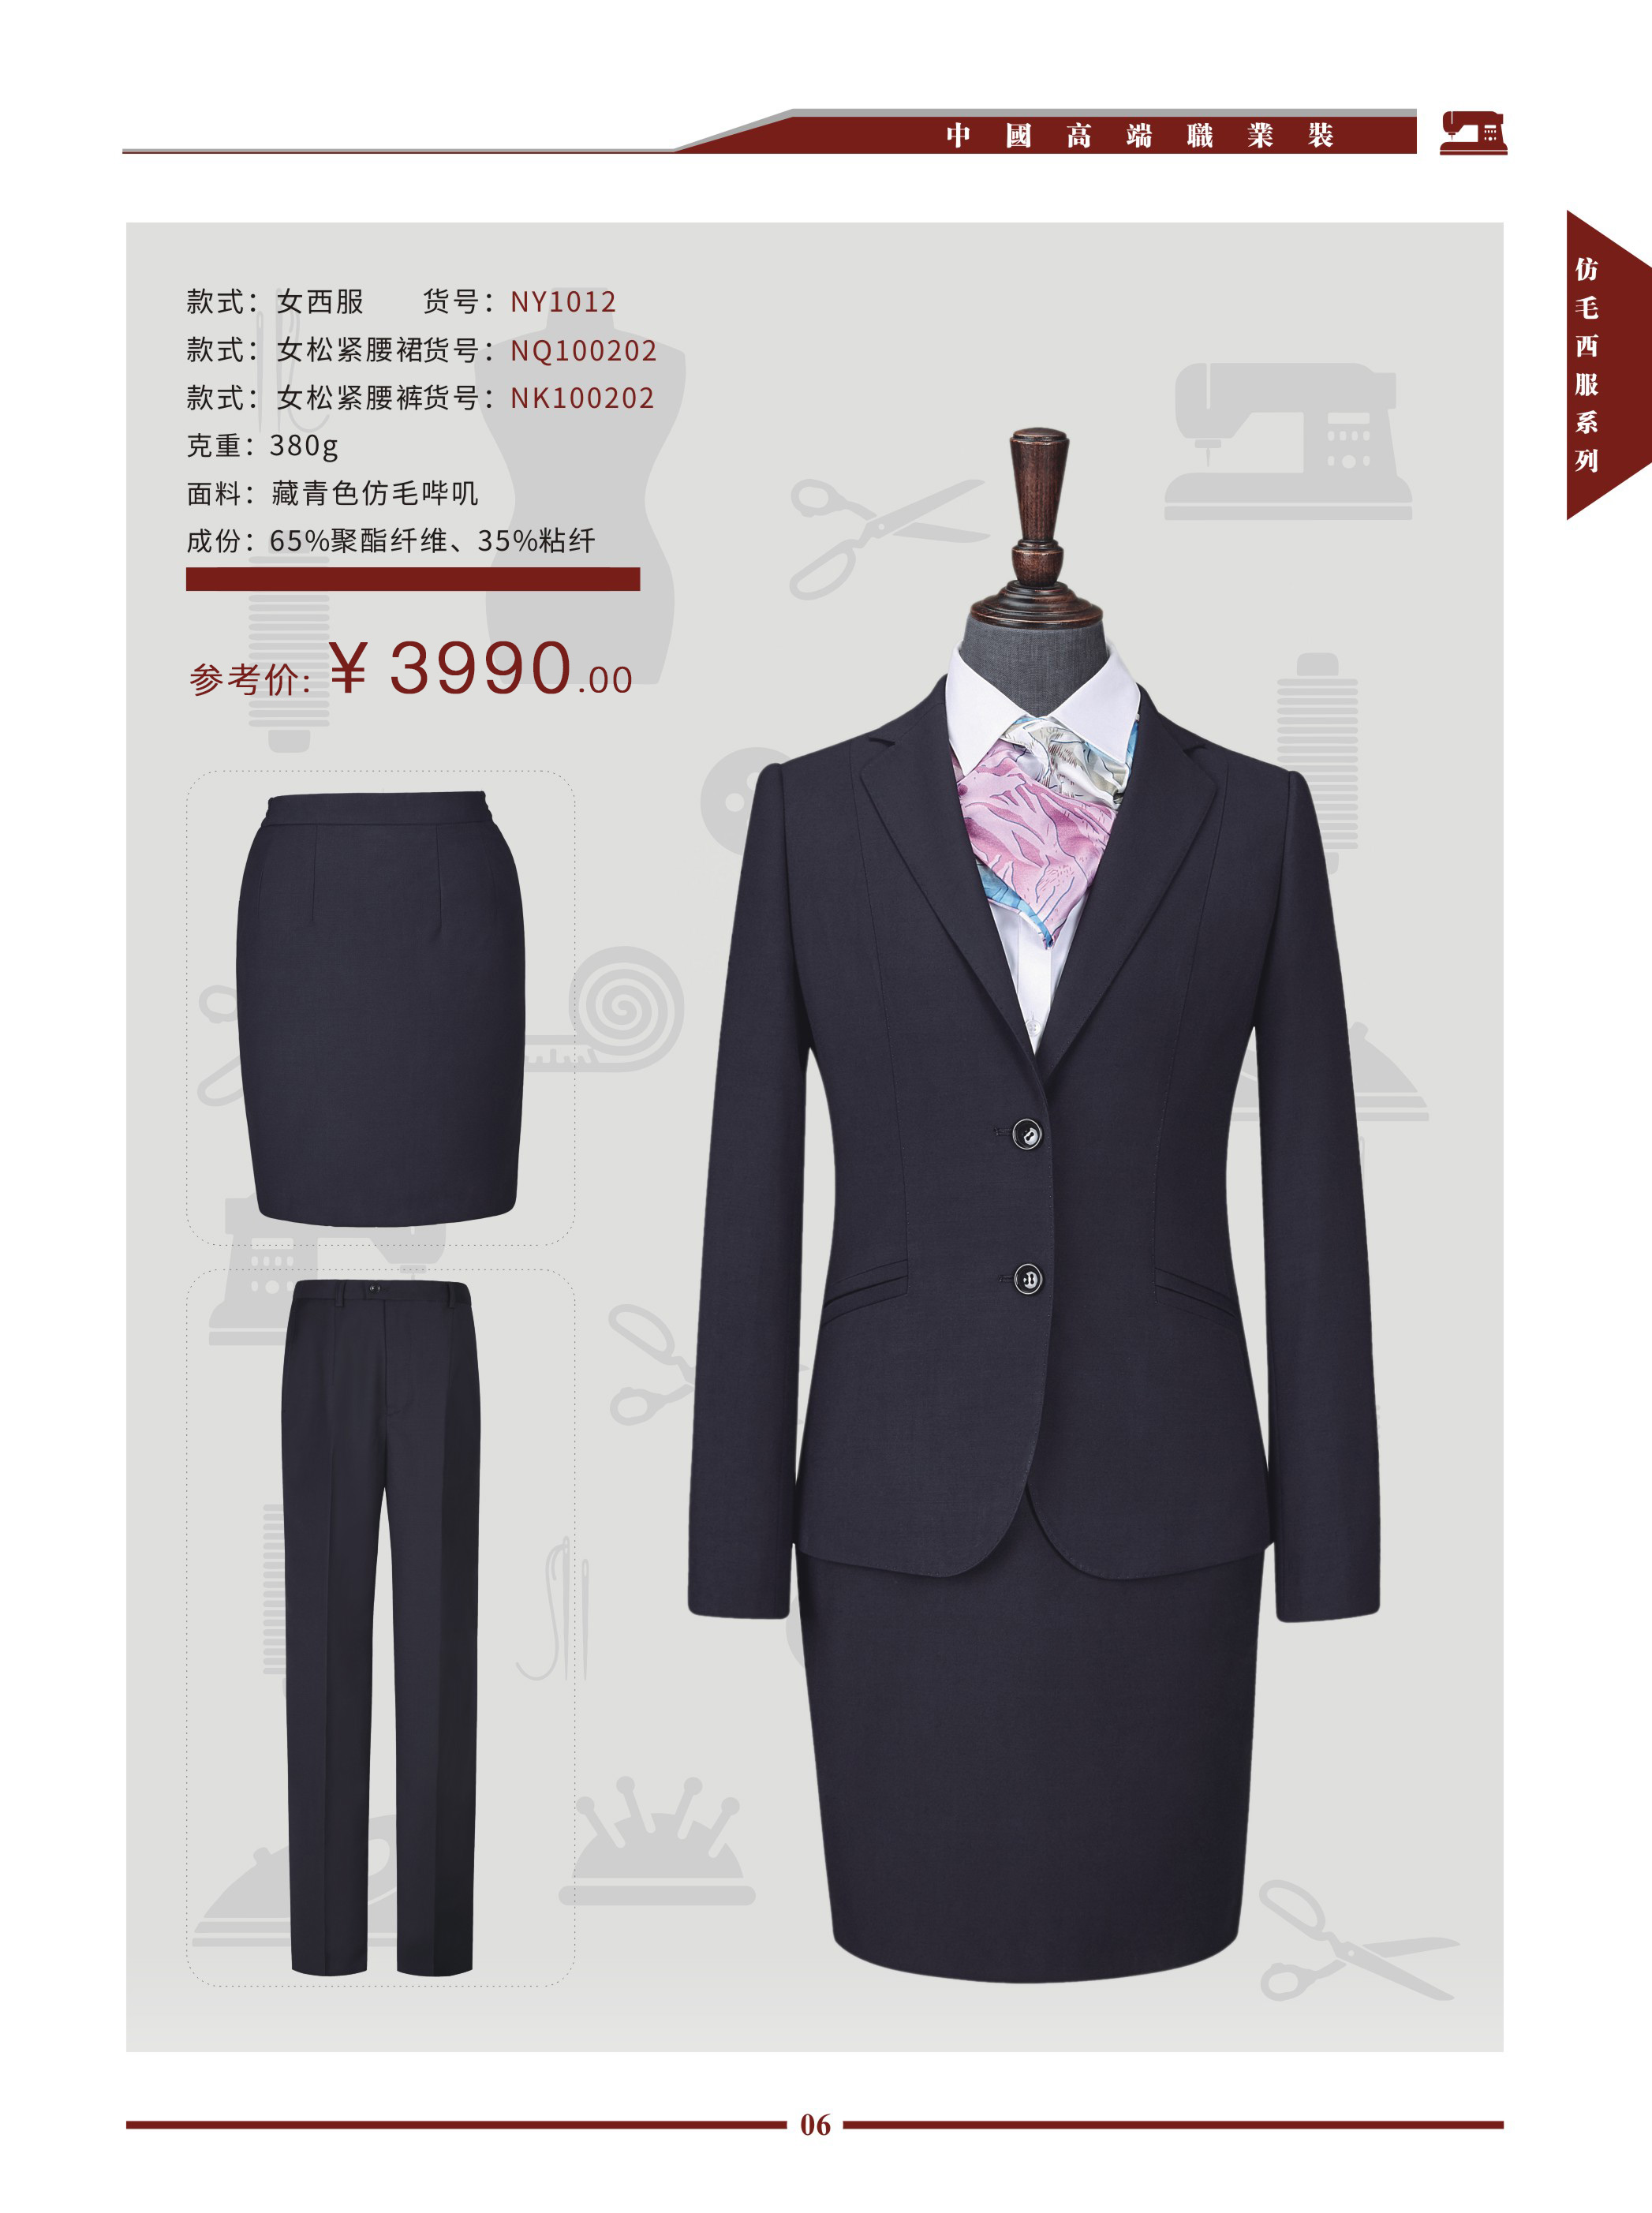 中國高端職業裝
仿毛西服系列
款式：女西服 货号：NY1012
款式：女松紧腰裙货号：NQ100202
款式：女松紧腰裤货号：NK100202
克重：380g
面料：藏青色仿毛哔叽
成份：65%聚酯纤维、35%粘纤
参考价：¥ 3990.00
06